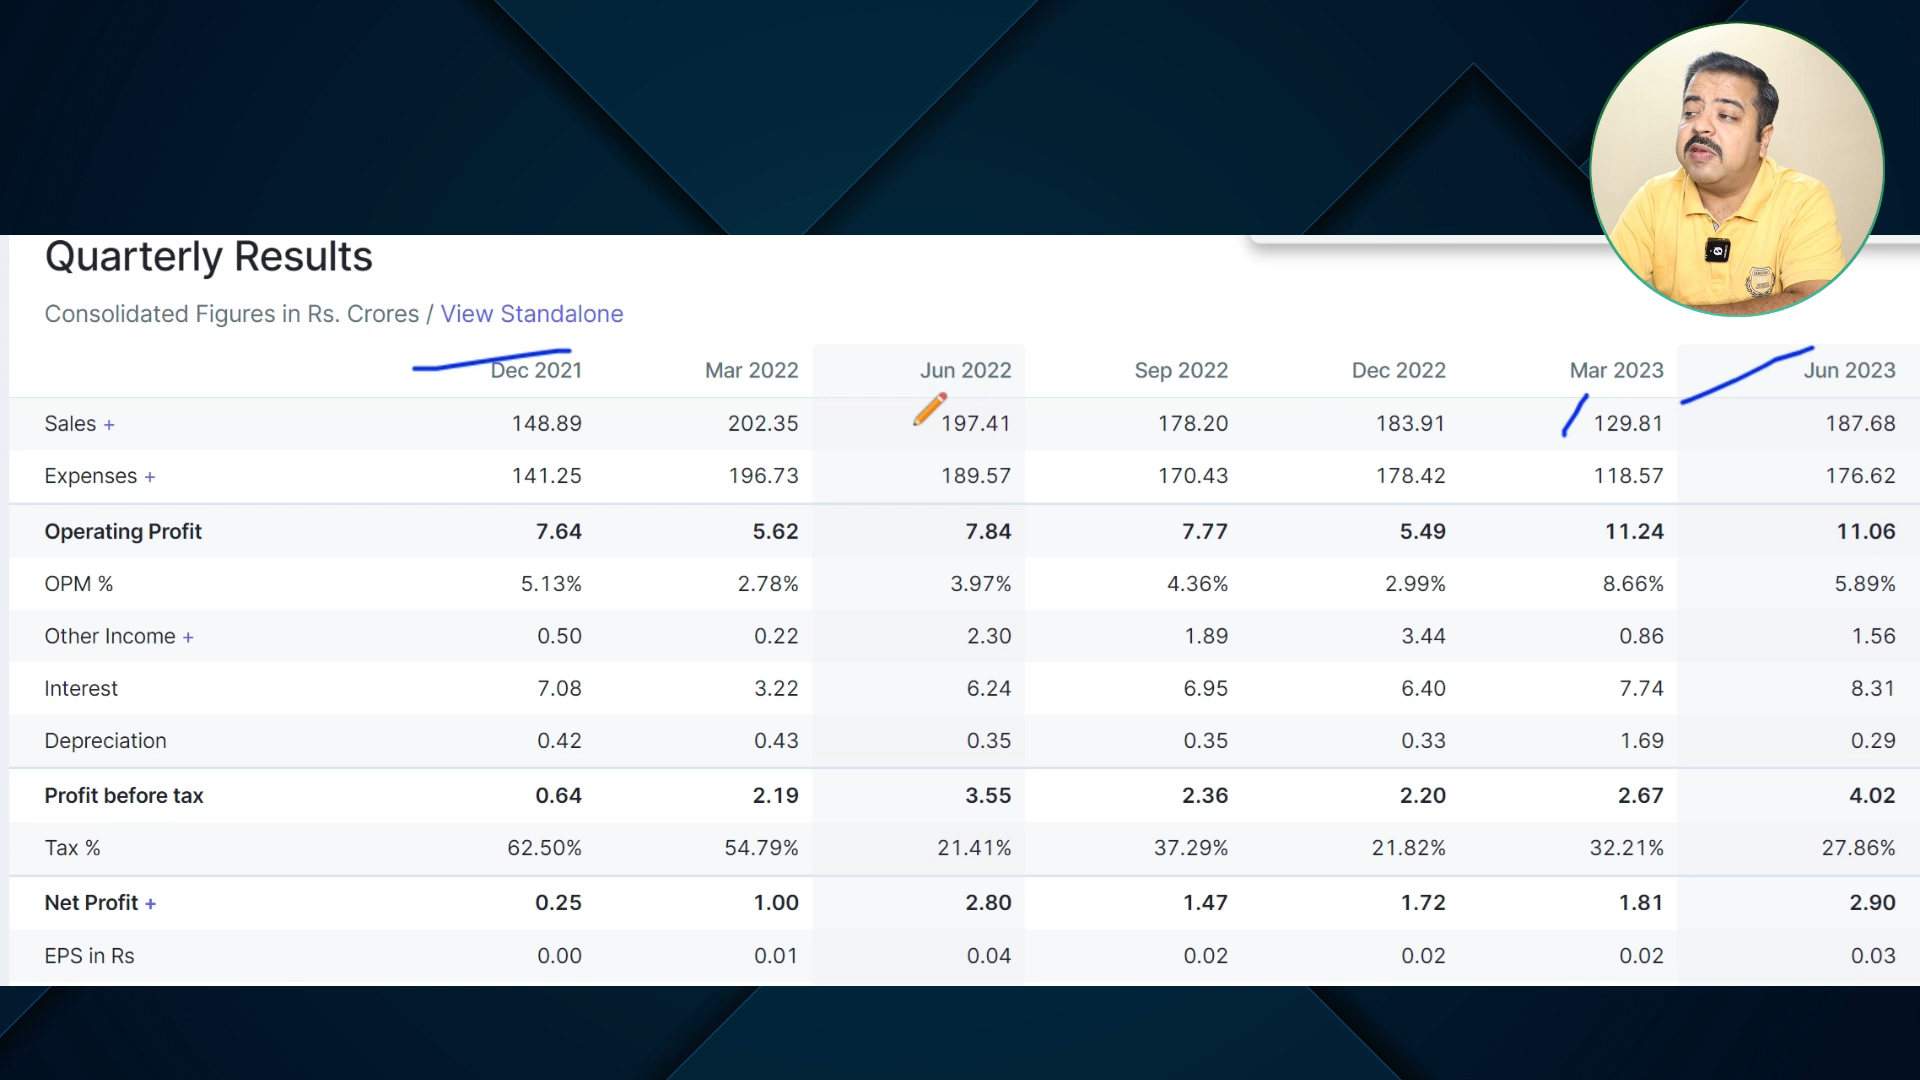 Quarterly Results
Consolidated Figures in Rs. Crores / View Standalone
Dec 2021 Mar 2022 Jun 2022 Sep 2022 Dec 2022 Mar 2023 Jun 2023
Sales + 148.89 202.35 197.41 178.20 183.91 129.81 187.68
Expenses + 141.25 196.73 189.57 170.43 178.42 118.57 176.62
Operating Profit 7.64 5.62 7.84 7.77 5.49 11.24 11.06
OPM % 5.13% 2.78% 3.97% 4.36% 2.99% 8.66% 5.89%
Other Income + 0.50 0.22 2.30 1.89 3.44 0.86 1.56
Interest 7.08 3.22 6.24 6.95 6.40 7.74 8.31
Depreciation 0.42 0.43 0.35 0.35 0.33 1.69 0.29
Profit before tax 0.64 2.19 3.55 2.36 2.20 2.67 4.02
Tax % 62.50% 54.79% 21.41% 37.29% 21.82% 32.21% 27.86%
Net Profit + 0.25 1.00 2.80 1.47 1.72 1.81 2.90
EPS in Rs 0.00 0.01 0.04 0.02 0.02 0.02 0.03